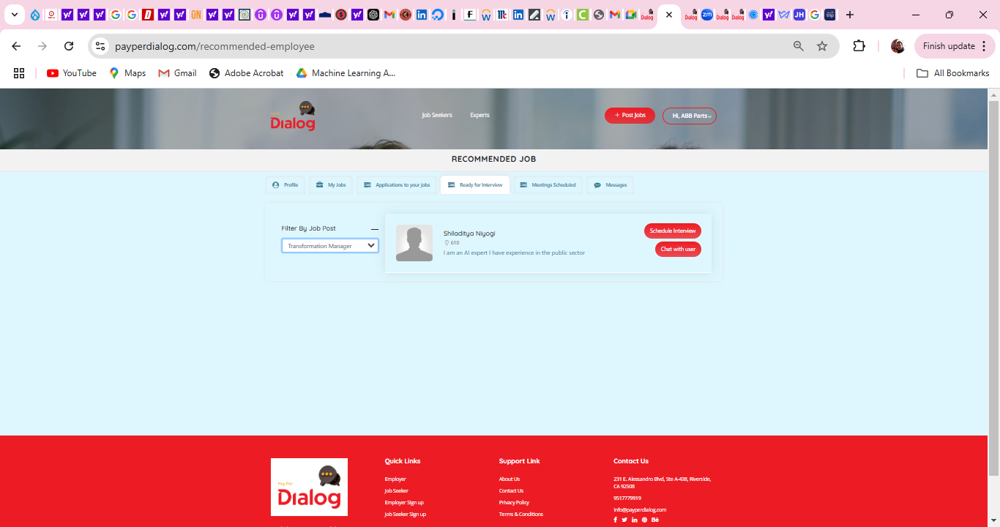 Finish update
payperdialog.com/recommended-employee
YouTube
Maps
Gmail
Adobe Acrobat
Machine Learning A...
All Bookmarks
Dialog
Job Seekers
Experts
+ Post Jobs
Hi, ABB Parts
RECOMMENDED JOB
Profile
My Jobs
Applications to your jobs
Ready for Interview
Meetings Scheduled
Messages
Filter By Job Post
Transformation Manager
Shiladitya Niyogi
610
I am an AI expert I have experience in the public sector
Schedule Interview
Chat with user
Pay Per
Dialog
Quick Links
Employer
Job Seeker
Employer Sign up
Job Seeker Sign up
Support Link
About Us
Contact Us
Privacy Policy
Terms & Conditions
Contact Us
231 E. Alessandro Blvd, Ste A-438, Riverside,
CA 92508
9517779919
info@payperdialog.com